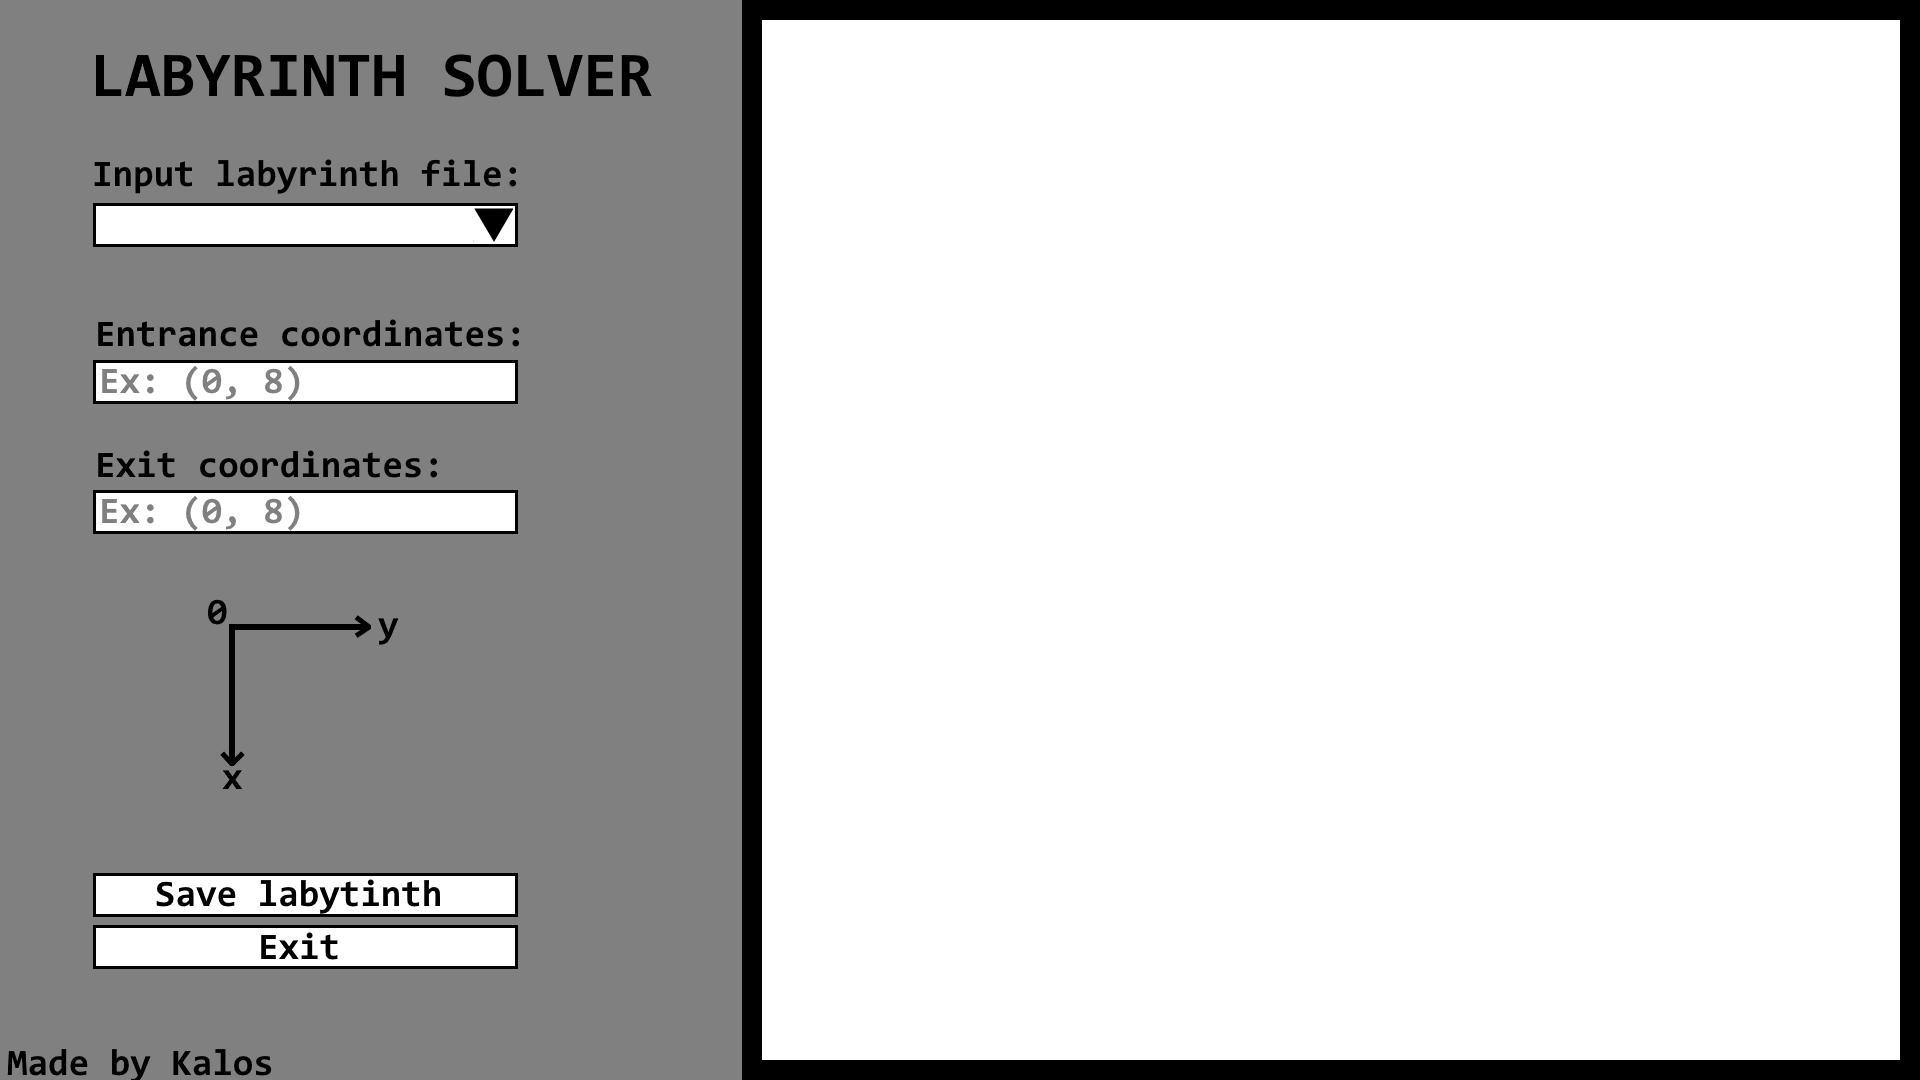 LABYRINTH SOLVER
Input labyrinth file:
Entrance coordinates:
Ex: (0, 8)
Exit coordinates:
Ex: (0, 8)
0
y
x
Save labytinth
Exit
Made by Kalos